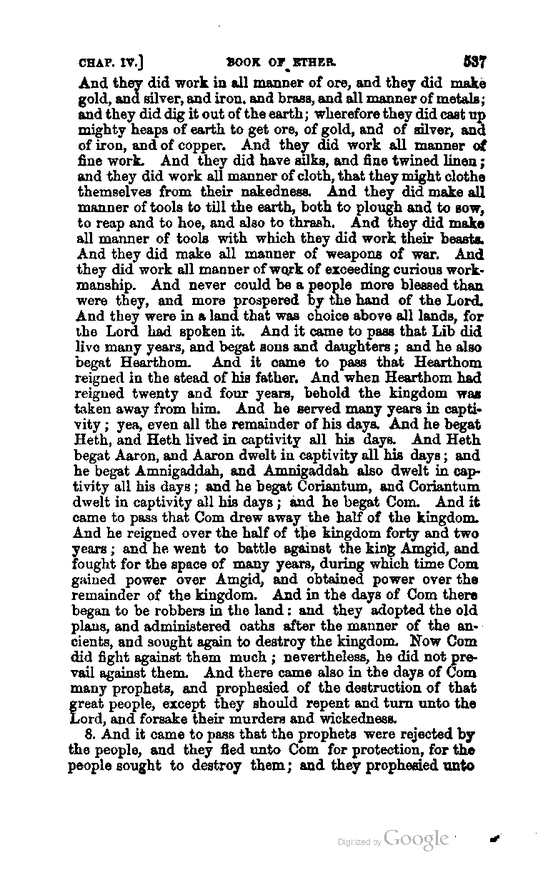 CHAP. IV.] BOOK OF ETHER. 537
And they did work in all manner of ore, and they did make
gold, and silver, and iron, and brass, and all manner of metals;
and they did dig it out of the earth; wherefore they did cast up
mighty heaps of earth to get ore, of gold, and of silver, and
of iron, and of copper. And they did work all manner of
fine work. And they did have silks, and fine twined linen;
and they did work all manner of cloth, that they might clothe
themselves from their nakedness. And they did make all
manner of tools to till the earth, both to plough and to sow,
to reap and to hoe, and also to thrash. And they did make
all manner of tools with which they did work their beasts.
And they did make all manner of weapons of war. And
they did work all manner of work of exceeding curious work-
manship. And never could be a people more blessed than
were they, and more prospered by the hand of the Lord.
And they were in a land that was choice above all lands, for
the Lord had spoken it. And it came to pass that Lib did
live many years, and begat sons and daughters; and he also
begat Hearthom. And it came to pass that Hearthom
reigned in the stead of his father. And when Hearthom had
reigned twenty and four years, behold the kingdom was
taken away from him. And he served many years in capti-
vity; yea, even all the remainder of his days. And he begat
Heth, and Heth lived in captivity all his days. And Heth
begat Aaron, and Aaron dwelt in captivity all his days; and
he begat Amnigaddah, and Amnigaddah also dwelt in cap-
tivity all his days; and he begat Coriantum, and Coriantum
dwelt in captivity all his days; and he begat Com. And it
came to pass that Com drew away the half of the kingdom.
And he reigned over the half of the kingdom forty and two
years; and he went to battle against the king Amgid, and
fought for the space of many years, during which time Com
gained power over Amgid, and obtained power over the
remainder of the kingdom. And in the days of Com there
began to be robbers in the land: and they adopted the old
plans, and administered oaths after the manner of the an-
cients, and sought again to destroy the kingdom. Now Com
did fight against them much; nevertheless, he did not pre-
vail against them. And there came also in the days of Com
many prophets, and prophesied of the destruction of that
great people, except they should repent and turn unto the
Lord, and forsake their murders and wickedness.
8. And it came to pass that the prophets were rejected by
the people, and they fled unto Com for protection, for the
people sought to destroy them; and they prophesied unto
Digitized by Google